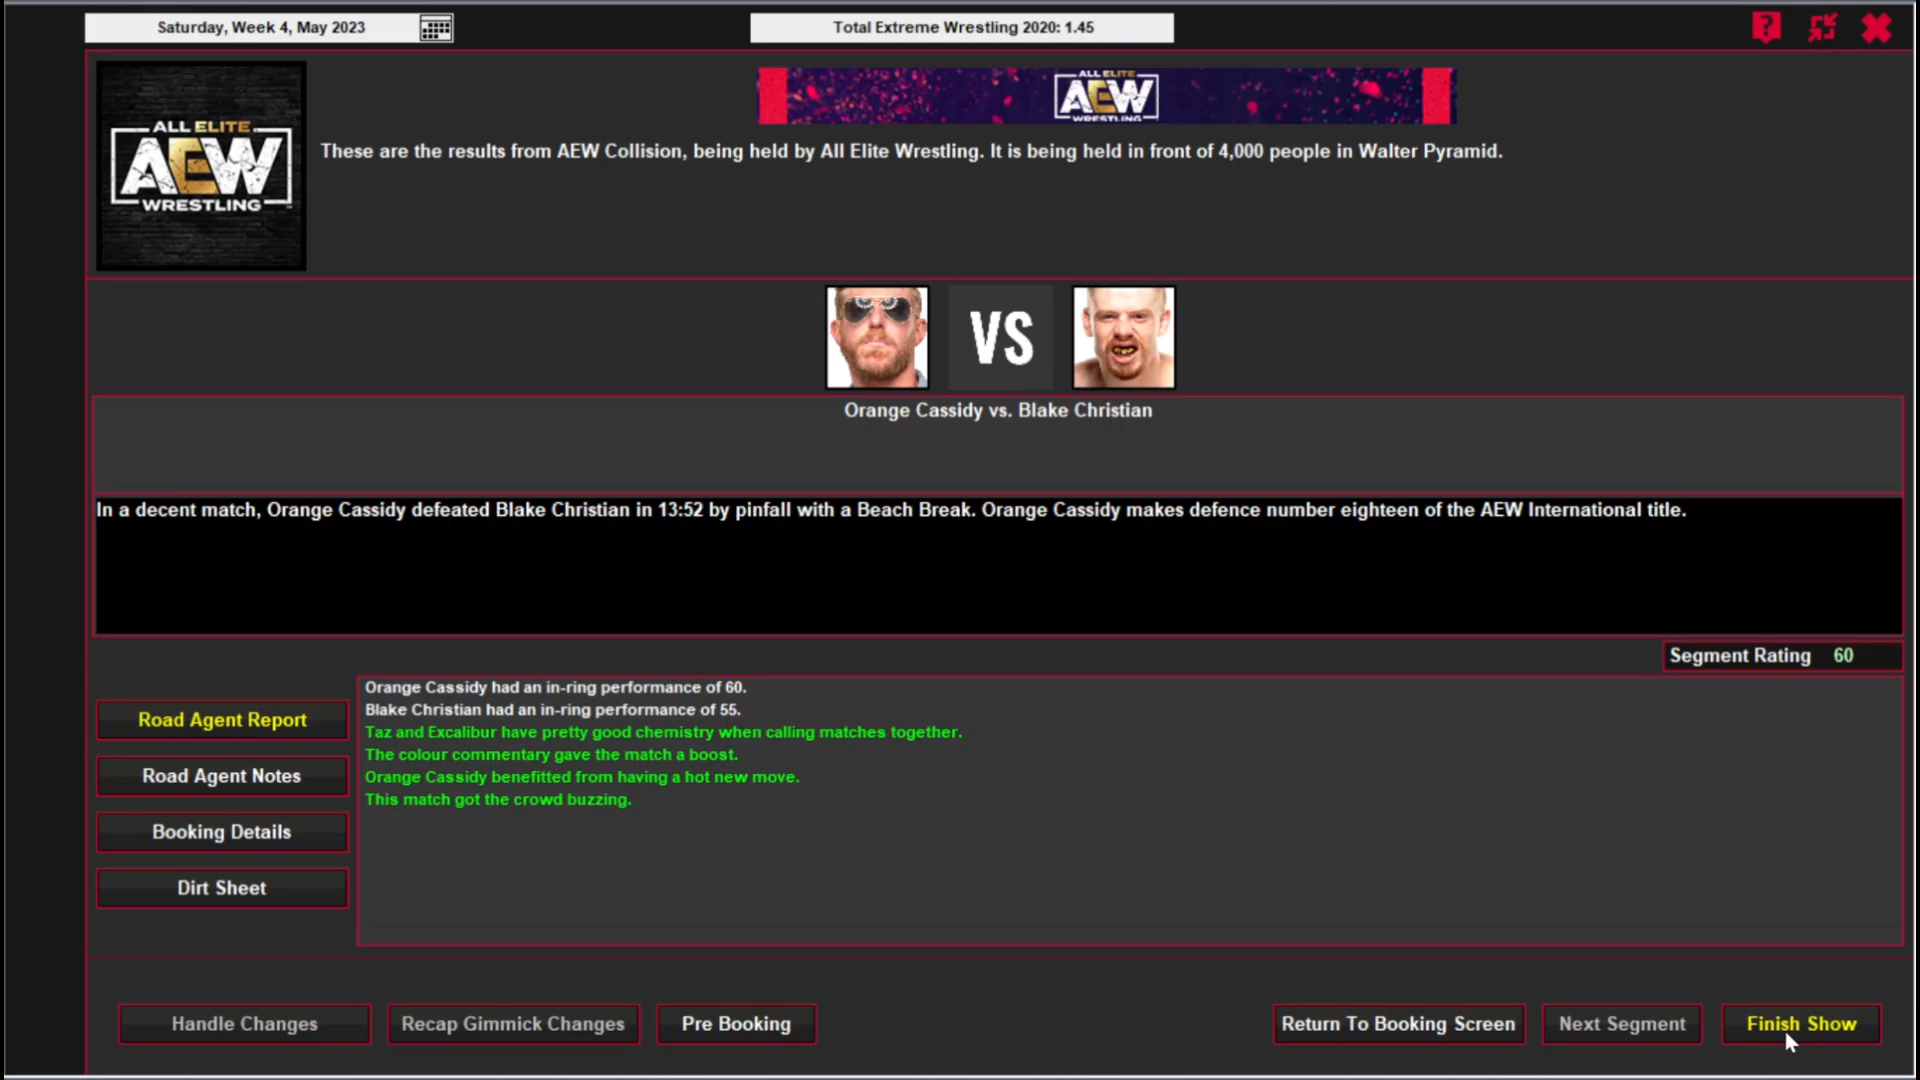 Saturday, Week 4, May 2023
Total Extreme Wrestling 2020: 1.45
?
ALL ELITE
AEW
WRESTLING
ALL ELITE
AEW
WRESTLING
These are the results from AEW Collision, being held by All Elite Wrestling. It is being held in front of 4,000 people in Walter Pyramid.
VS
Orange Cassidy vs. Blake Christian
In a decent match, Orange Cassidy defeated Blake Christian in 13:52 by pinfall with a Beach Break. Orange Cassidy makes defence number eighteen of the AEW International title.
Segment Rating 60
Road Agent Report
Road Agent Notes
Booking Details
Dirt Sheet
Orange Cassidy had an in-ring performance of 60.
Blake Christian had an in-ring performance of 55.
Taz and Excalibur have pretty good chemistry when calling matches together.
The colour commentary gave the match a boost.
Orange Cassidy benefitted from having a hot new move.
This match got the crowd buzzing.
Handle Changes
Recap Gimmick Changes
Pre Booking
Return To Booking Screen
Next Segment
Finish Show